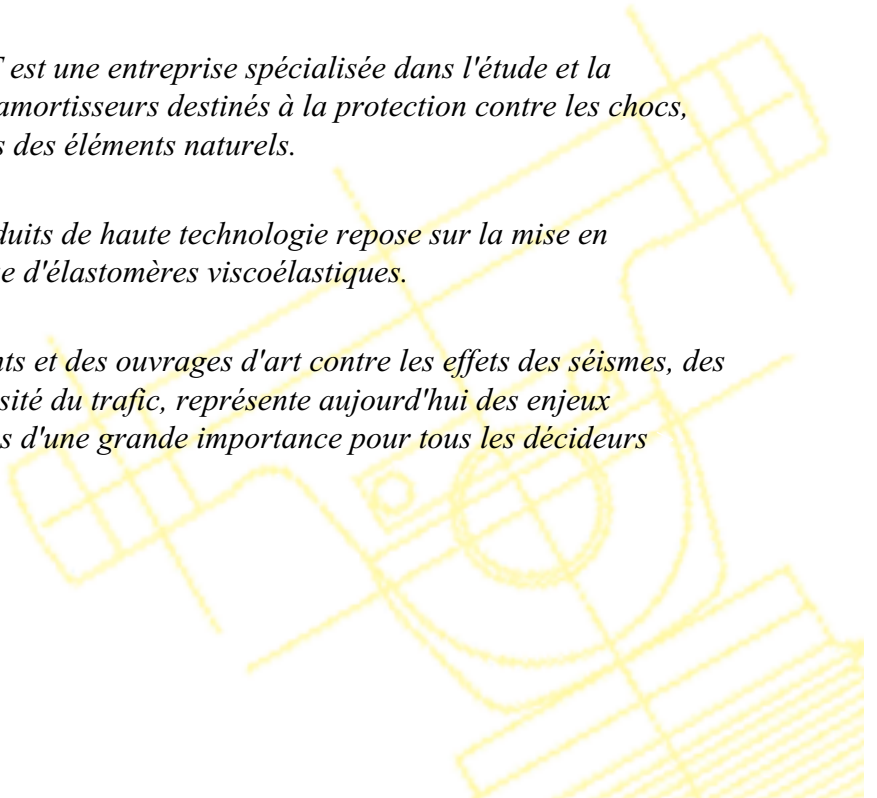 T est une entreprise spécialisée dans l'étude et la
amortisseurs destinés à la protection contre les chocs,
s des éléments naturels.
duits de haute technologie repose sur la mise en
e d'élastomères viscoélastiques.
nts et des ouvrages d'art contre les effets des séismes, des
sité du trafic, représente aujourd'hui des enjeux
s d'une grande importance pour tous les décideurs